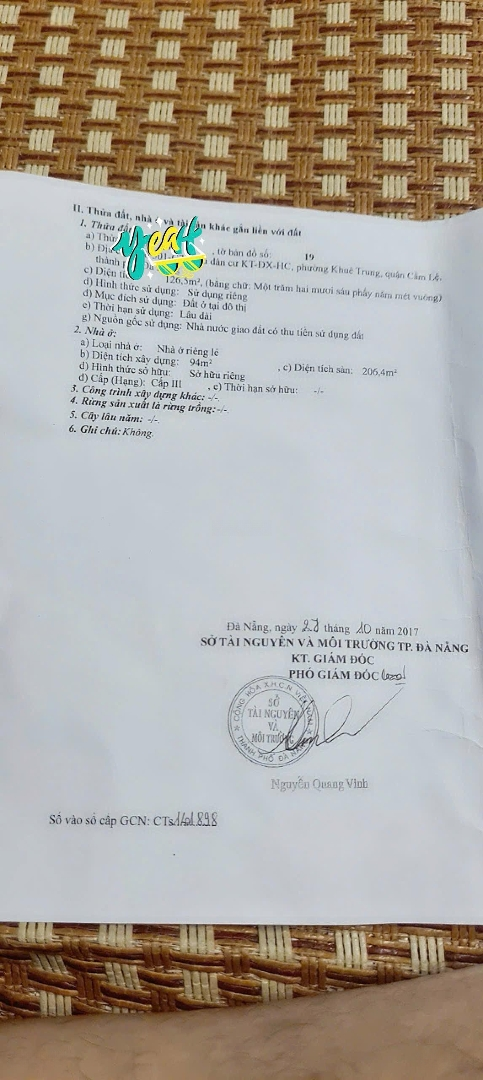 II. Thửa đất, nhà ở và tài sản khác gắn liền với đất
1. Thửa đất
yeah
a) Thửa , tờ bản đồ số: 19
b) Địa dân cư KT-ĐX-HC, phường Khuê Trung, quận Cẩm Lệ,
thành
c) Diện 126,5m², (bằng chữ: Một trăm hai mươi sáu phẩy năm mét vuông)
d) Hình thức sử dụng: Sử dụng riêng
đ) Mục đích sử dụng: Đất ở tại đô thị
e) Thời hạn sử dụng: Lâu dài
g) Nguồn gốc sử dụng: Nhà nước giao đất có thu tiền sử dụng đất
2. Nhà ở:
a) Loại nhà ở: Nhà ở riêng lẻ
b) Diện tích xây dựng: 94m² , c) Diện tích sàn: 206,4m²
d) Hình thức sở hữu: Sở hữu riêng
đ) Cấp (Hạng): Cấp III , e) Thời hạn sở hữu: -/-
3. Công trình xây dựng khác: -/-
4. Rừng sản xuất là rừng trồng: -/-
5. Cây lâu năm: -/-
6. Ghi chú: Không.
Đà Nẵng, ngày 27 tháng 10 năm 2017
SỞ TÀI NGUYÊN VÀ MÔI TRƯỜNG TP. ĐÀ NẴNG
KT. GIÁM ĐỐC
PHÓ GIÁM ĐỐC
CỘNG HÒA X.H.C.N VIỆT NAM
SỞ
TÀI NGUYÊN
VÀ
MÔI TRƯỜNG
THÀNH PHỐ ĐÀ NẴNG
Nguyễn Quang Vinh
Số vào sổ cấp GCN: CTs 141898